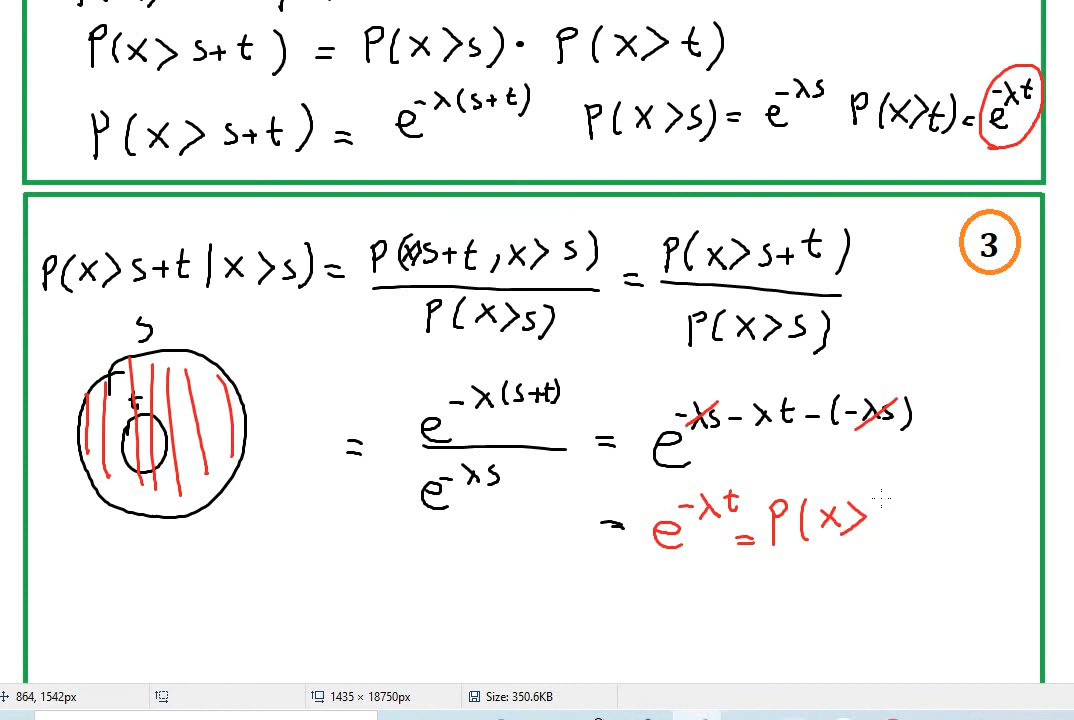 P(x> s+t) = P(x>s)· P(x>t)
P(x> s+t) = e^{-λ(s+t)} P(x>s)= e^{-λs} P(x>t)= e^{-λt}
3
P(x>s+t|x>s)= P(x>s+t,x>s)/P(x>s) = P(x>s+t)/P(x>s)
s
t
= e^{-λ(s+t)}/e^{-λs} = e^{-λs-λt-(-λs)}
= e^{-λt} = P(x>
864, 1542px 1435 × 18750px Size: 350.6KB